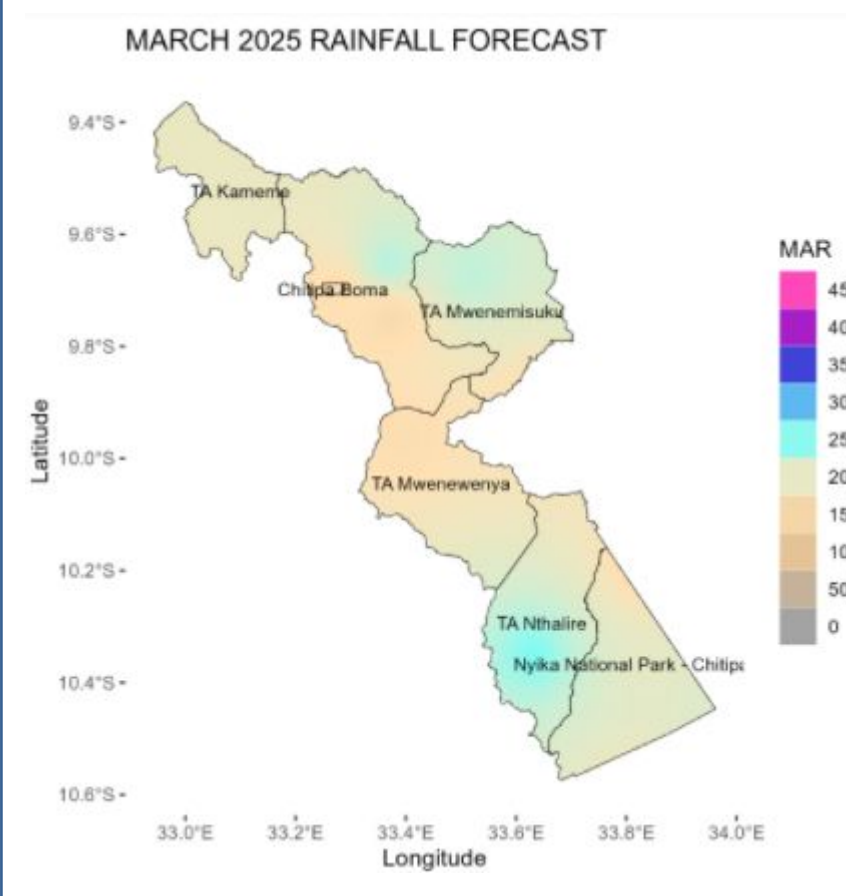 MARCH 2025 RAINFALL FORECAST
9.4°S
9.6°S
9.8°S
10.0°S
10.2°S
10.4°S
10.6°S
Latitude
TA Kameme
Chitipa Boma
TA Mwenemisuku
TA Mwenewenya
TA Nthalire
Nyika National Park - Chitipa
33.0°E 33.2°E 33.4°E 33.6°E 33.8°E 34.0°E
Longitude
MAR
45
40
35
30
25
20
15
10
50
0